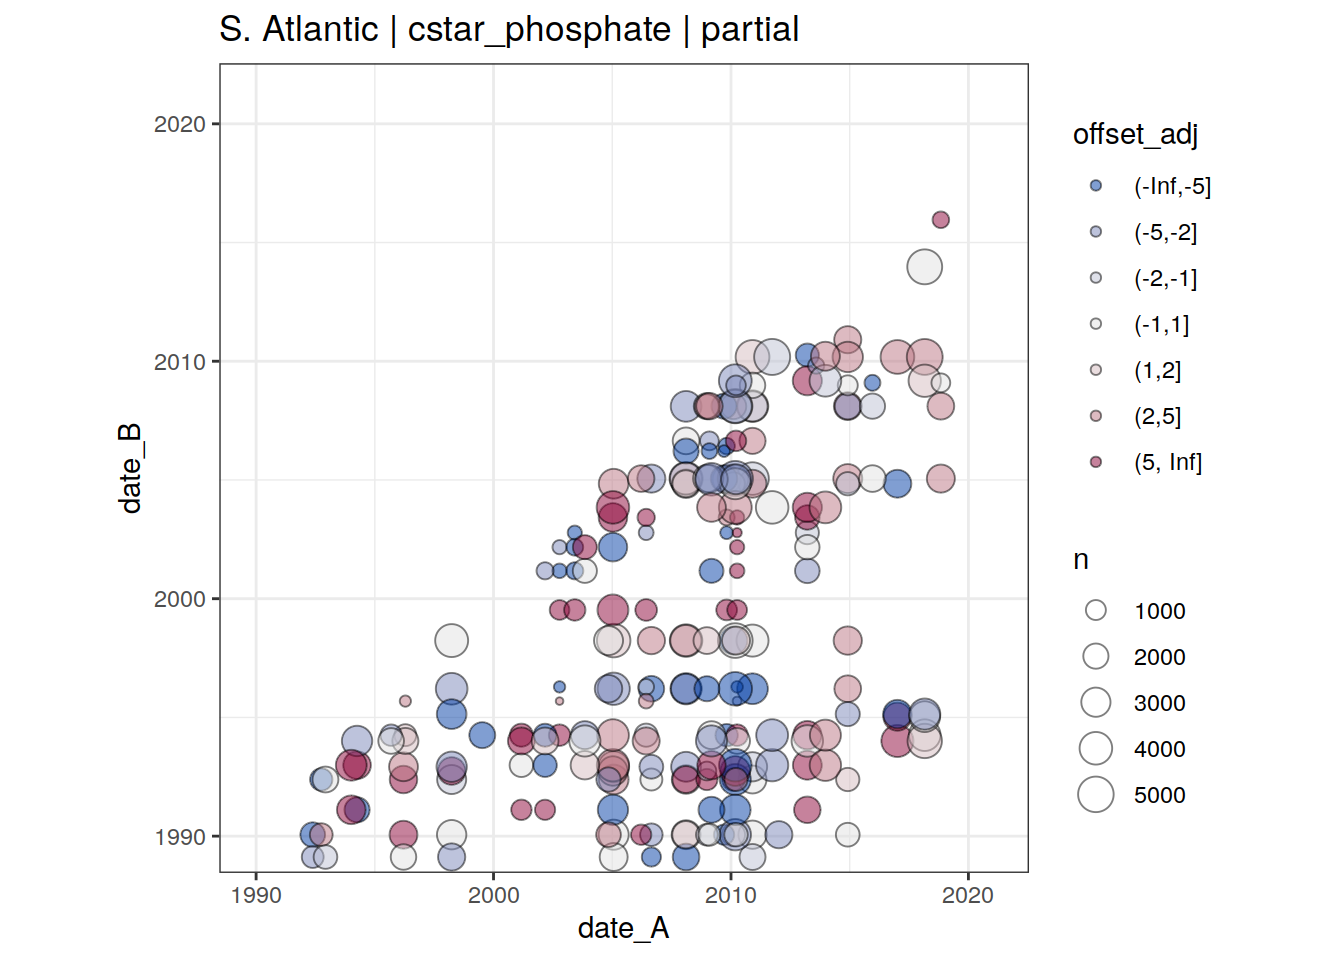 S. Atlantic | cstar_phosphate | partial
offset_adj
(-Inf,-5]
(-5,-2]
(-2,-1]
(-1,1]
(1,2]
(2,5]
(5, Inf]
n
1000
2000
3000
4000
5000
date_B
2020
2010
2000
1990
1990
2000
2010
2020
date_A